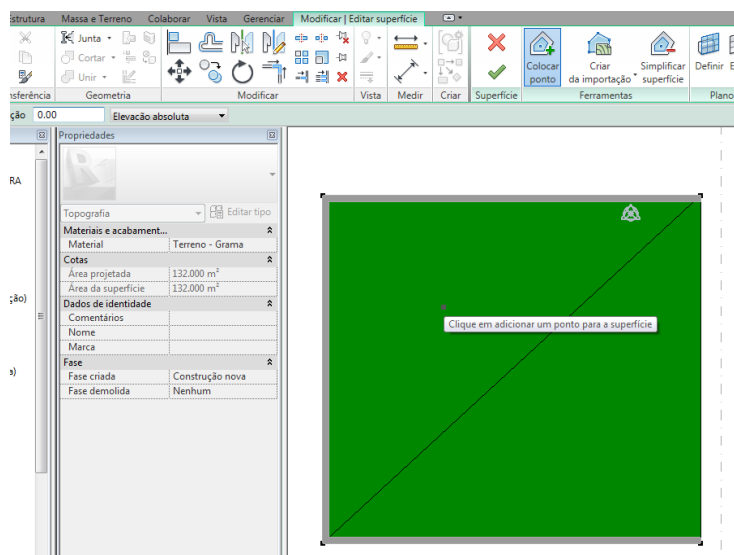 Estrutura Massa e Terreno Colaborar Vista Gerenciar Modificar | Editar superfície
Junta
Cortar
Unir
Colocar ponto
Criar da importação
Simplificar superfície
Definir
Geometria Modificar Vista Medir Criar Superfície Ferramentas Plano
0.00 Elevação absoluta
Propriedades
RA
Topografia Editar tipo
Materiais e acabament...
Material Terreno - Grama
Cotas
Área projetada 132.000 m²
Área da superfície 132.000 m²
Dados de identidade
Comentários
Nome
Marca
Fase
Fase criada Construção nova
Fase demolida Nenhum
Clique em adicionar um ponto para a superfície